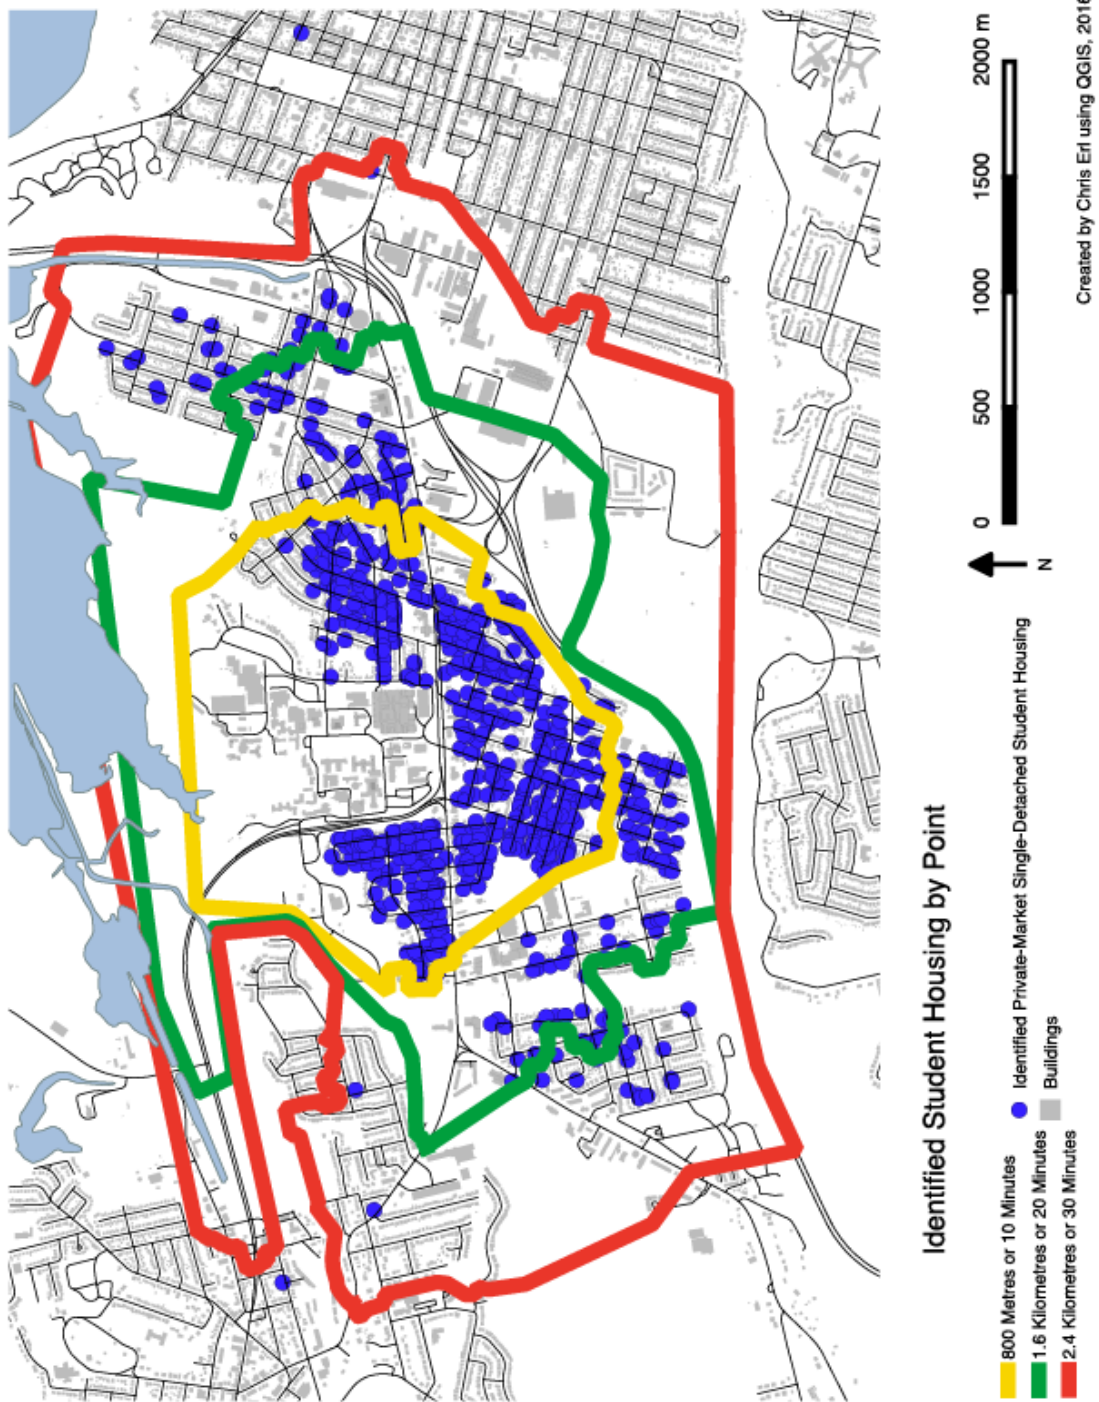 Identified Student Housing by Point
800 Metres or 10 Minutes
1.6 Kilometres or 20 Minutes
2.4 Kilometres or 30 Minutes
Identified Private-Market Single-Detached Student Housing
Buildings
N
0 500 1000 1500 2000 m
Created by Chris Erl using QGIS, 2016